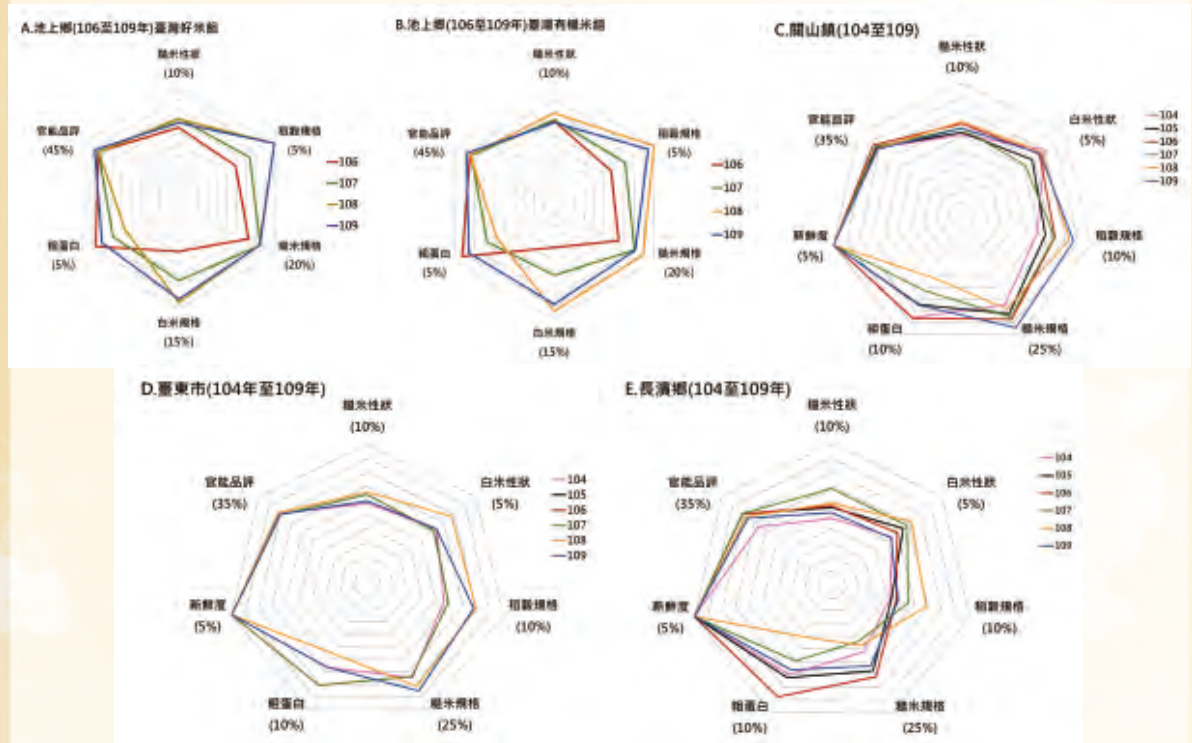 A.池上鄉(106至109年)臺灣好米組
糙米性狀
(10%)
稻穀規格
(5%)
糙米規格
(20%)
白米規格
(15%)
粗蛋白
(5%)
官能品評
(45%)
106
107
108
109
B.池上鄉(106至109年)臺灣有機米組
糙米性狀
(10%)
稻穀規格
(5%)
糙米規格
(20%)
白米規格
(15%)
粗蛋白
(5%)
官能品評
(45%)
106
107
108
109
C.關山鎮(104至109)
糙米性狀
(10%)
白米性狀
(5%)
稻穀規格
(10%)
糙米規格
(25%)
粗蛋白
(10%)
新鮮度
(5%)
官能品評
(35%)
104
105
106
107
108
109
D.臺東市(104年至109年)
糙米性狀
(10%)
白米性狀
(5%)
稻穀規格
(10%)
糙米規格
(25%)
粗蛋白
(10%)
新鮮度
(5%)
官能品評
(35%)
104
105
106
107
108
109
E.長濱鄉(104至109年)
糙米性狀
(10%)
白米性狀
(5%)
稻穀規格
(10%)
糙米規格
(25%)
粗蛋白
(10%)
新鮮度
(5%)
官能品評
(35%)
104
105
106
107
108
109